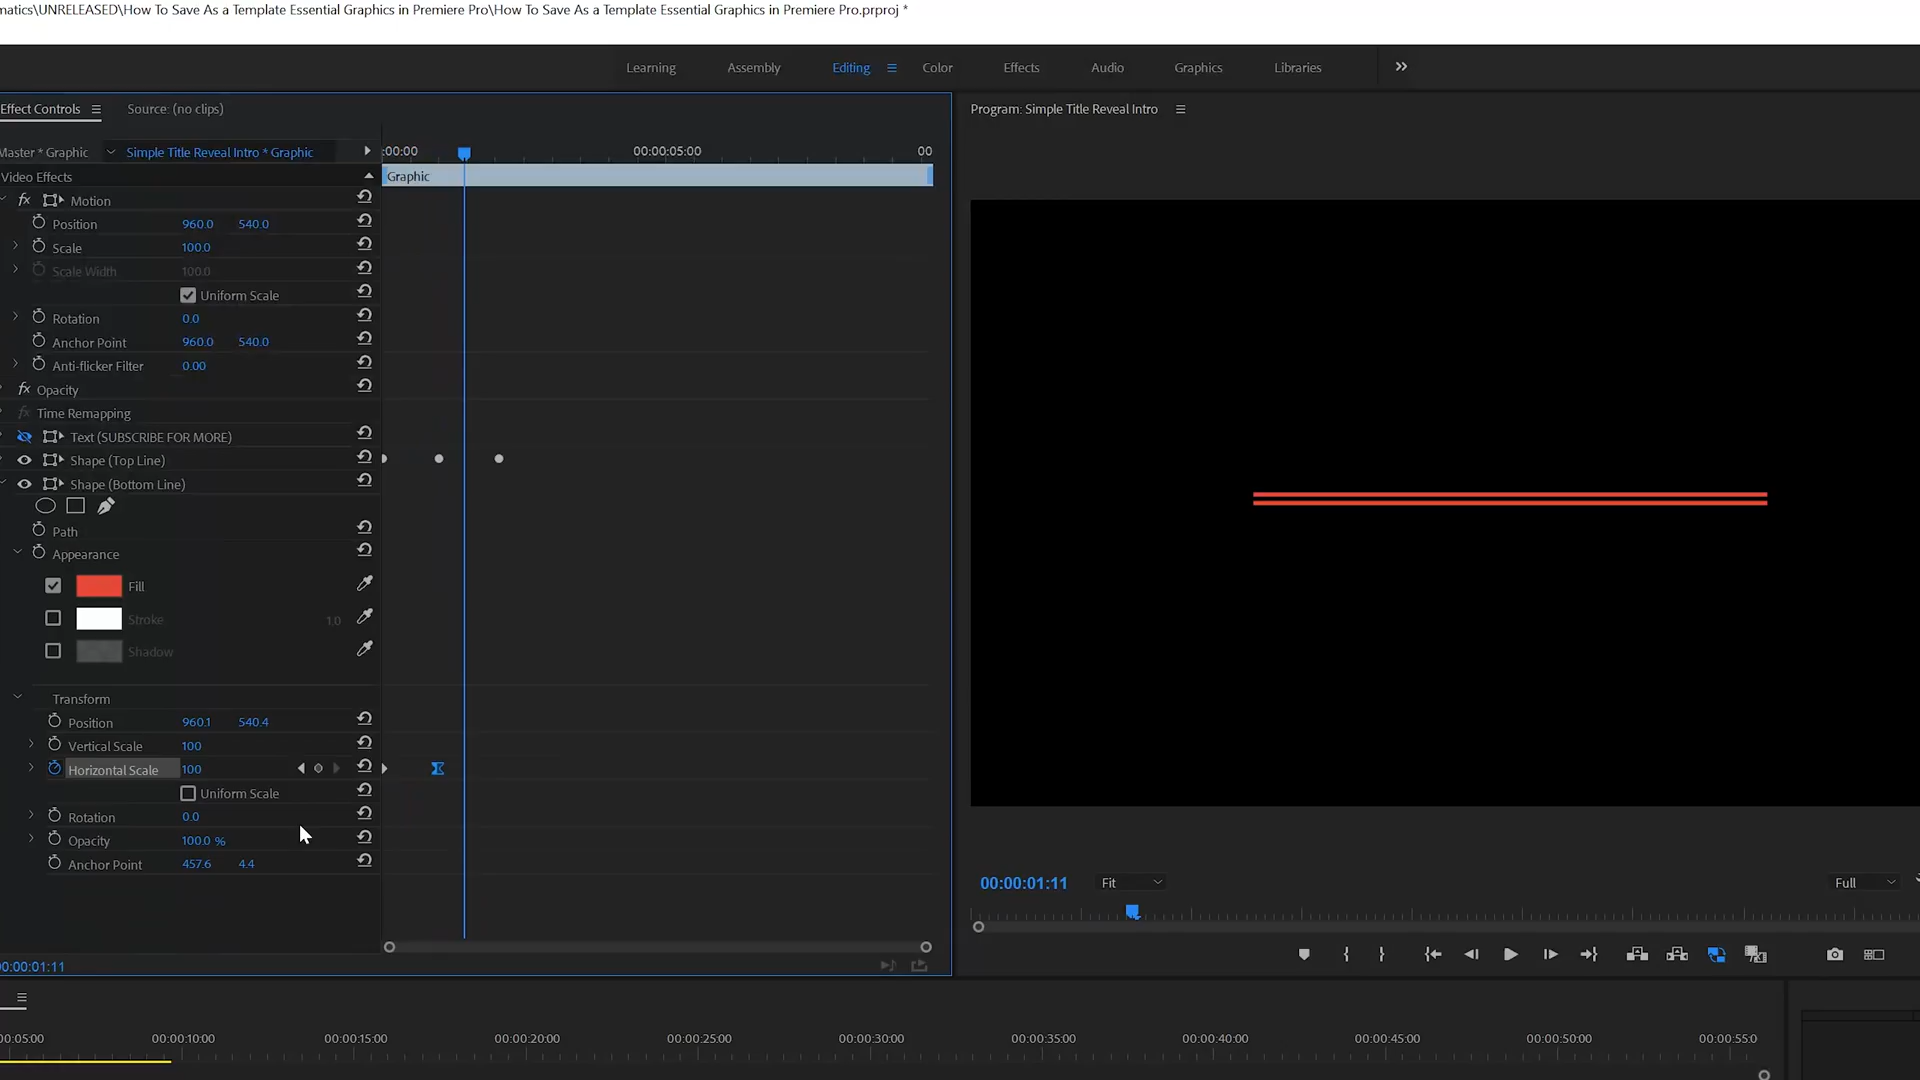 matics\UNRELEASED\How To Save As a Template Essential Graphics in Premiere Pro\How To Save As a Template Essential Graphics in Premiere Pro.prproj *
Learning Assembly Editing Color Effects Audio Graphics Libraries
Effect Controls Source: (no clips)
Program: Simple Title Reveal Intro
Master * Graphic Simple Title Reveal Intro * Graphic
:00:00 00:00:05:00 00
Video Effects
Graphic
fx Motion
Position 960.0 540.0
Scale 100.0
Scale Width 100.0
Uniform Scale
Rotation 0.0
Anchor Point 960.0 540.0
Anti-flicker Filter 0.00
fx Opacity
fx Time Remapping
Text (SUBSCRIBE FOR MORE)
Shape (Top Line)
Shape (Bottom Line)
Path
Appearance
Fill
Stroke 1.0
Shadow
Transform
Position 960.1 540.4
Vertical Scale 100
Horizontal Scale 100
Uniform Scale
Rotation 0.0
Opacity 100.0 %
Anchor Point 457.6 4.4
00:00:01:11 Fit Full
0:00:01:11
00:05:00 00:00:10:00 00:00:15:00 00:00:20:00 00:00:25:00 00:00:30:00 00:00:35:00 00:00:40:00 00:00:45:00 00:00:50:00 00:00:55:0